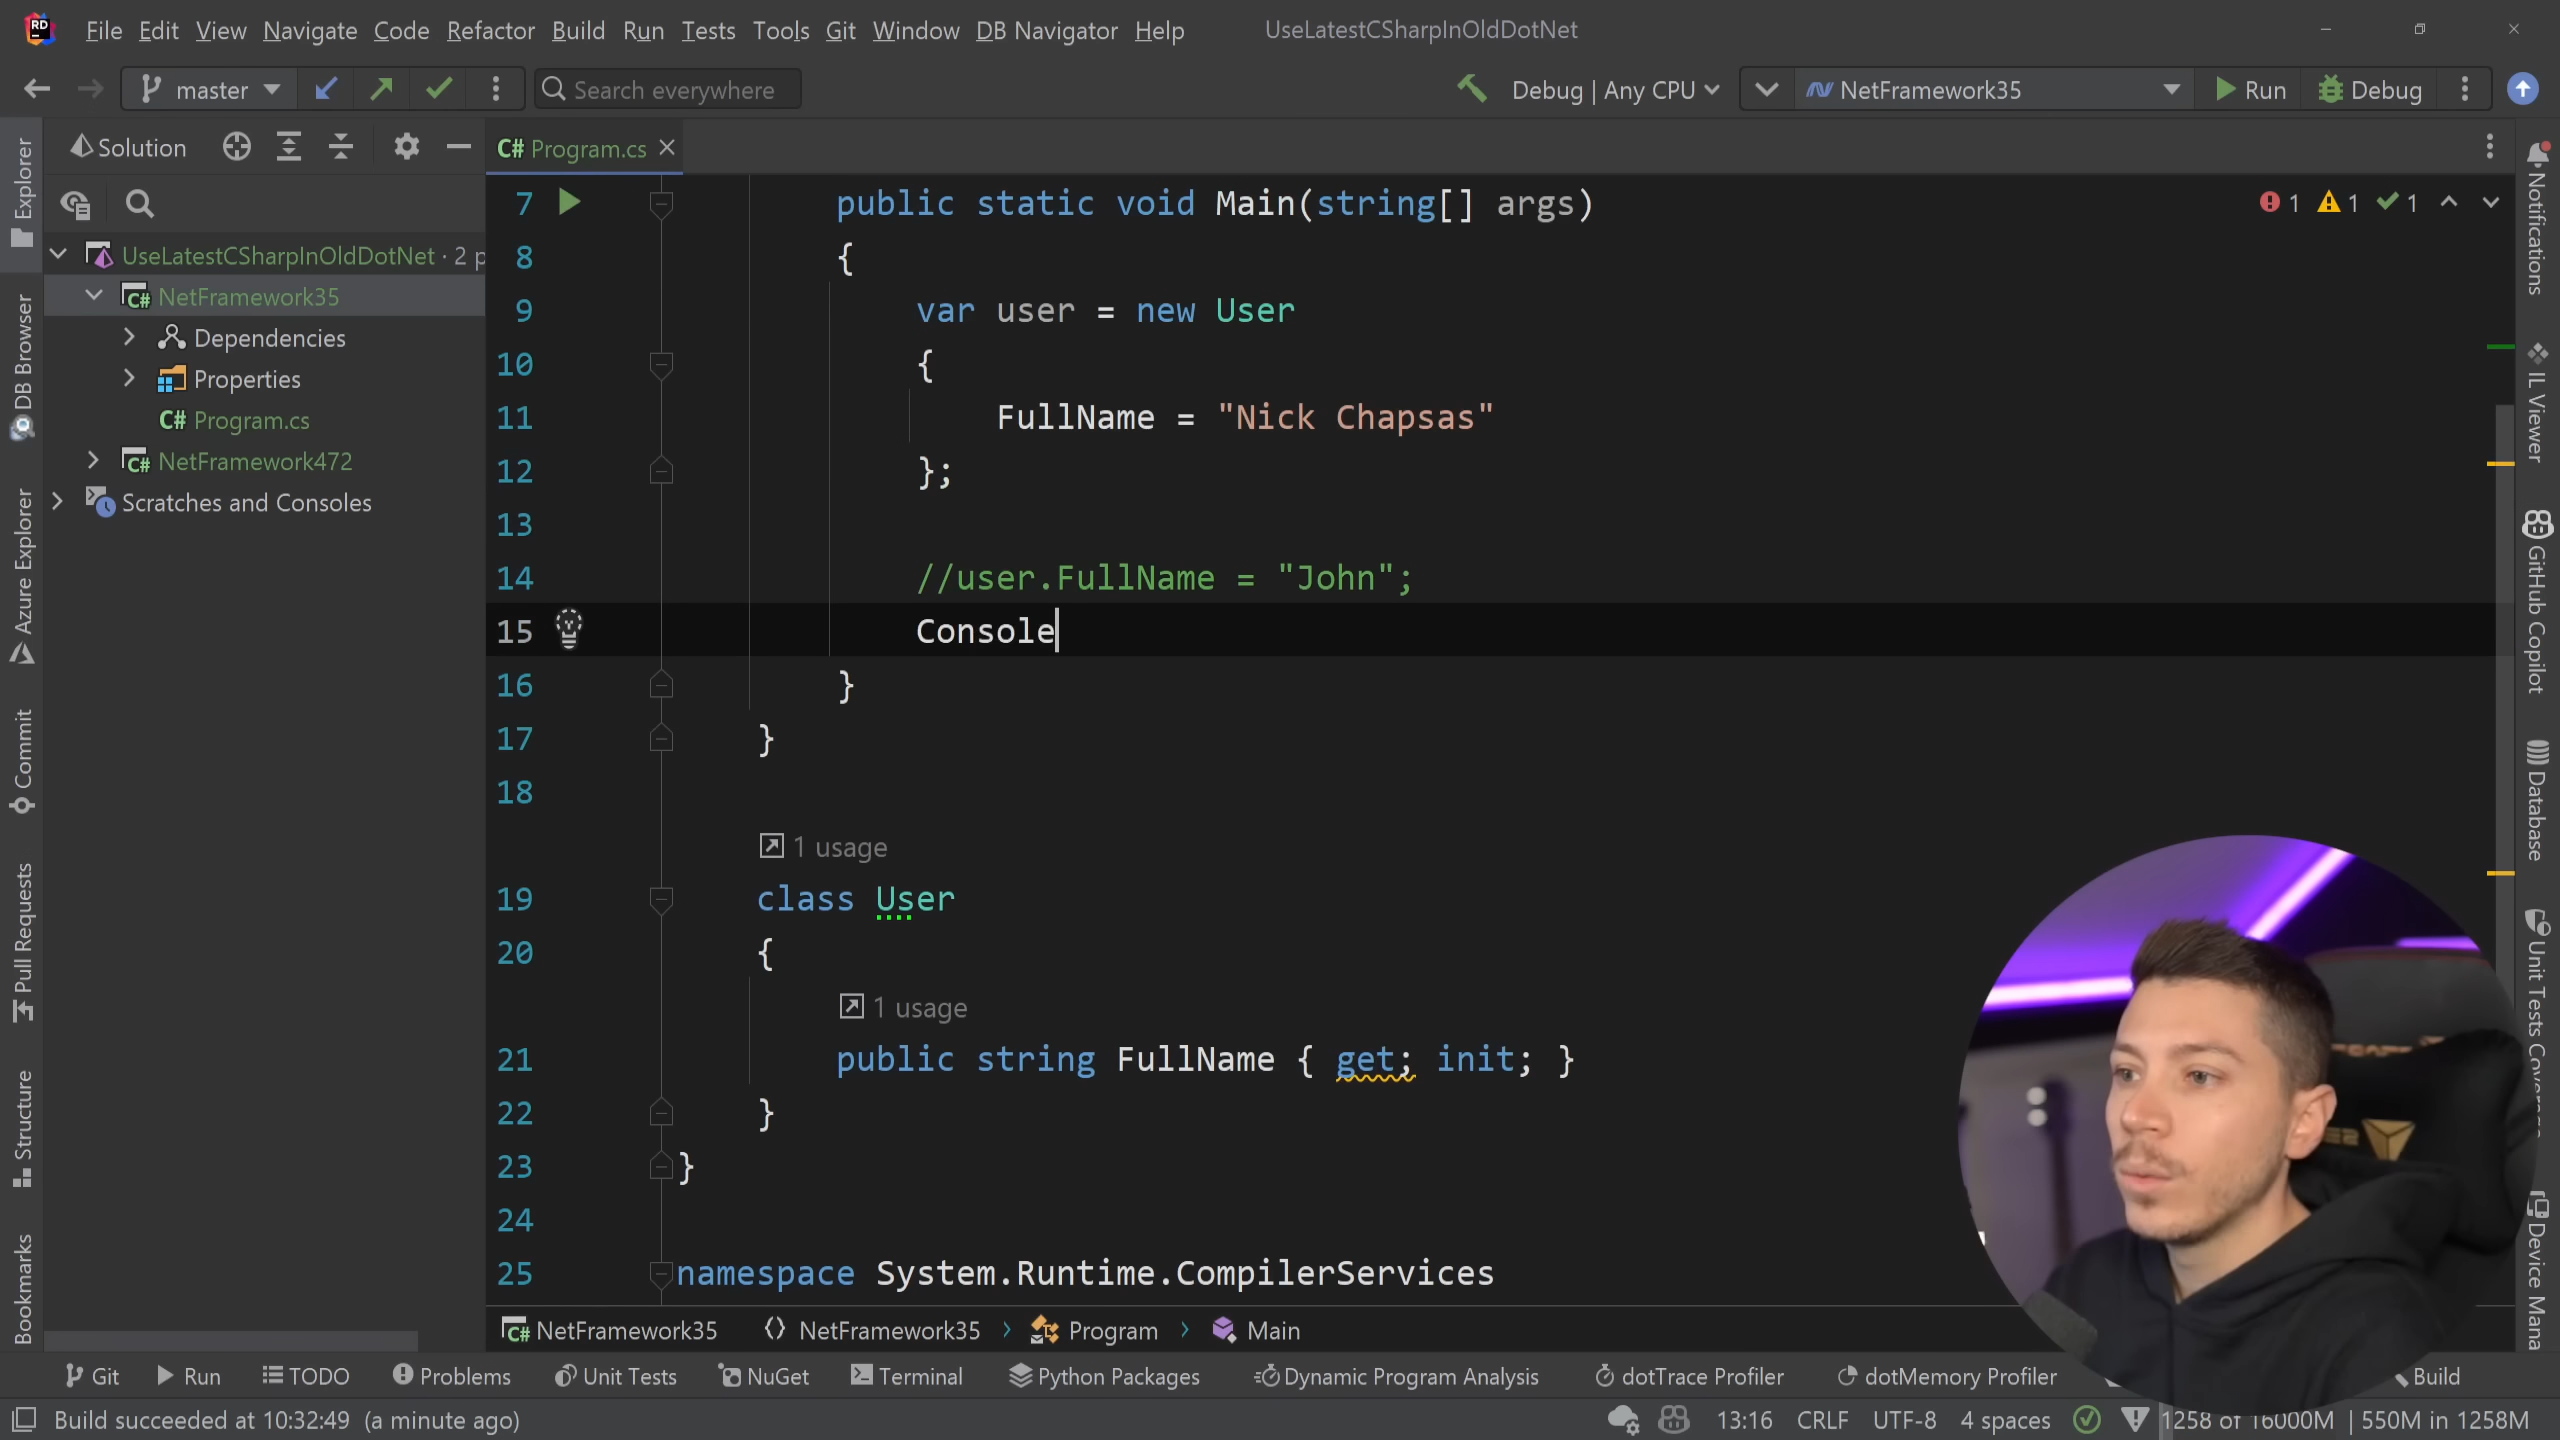 RD File Edit View Navigate Code Refactor Build Run Tests Tools Git Window DB Navigator Help UseLatestCSharpInOldDotNet
master Search everywhere Debug | Any CPU NetFramework35 Run Debug
Solution C# Program.cs
Explorer
DB Browser
Azure Explorer
Commit
Pull Requests
Structure
Bookmarks
UseLatestCSharpInOldDotNet · 2 p
C# NetFramework35
Dependencies
Properties
C# Program.cs
C# NetFramework472
Scratches and Consoles
1 1 1
7 public static void Main(string[] args)
8 {
9 var user = new User
10 {
11 FullName = "Nick Chapsas"
12 };
13
14 //user.FullName = "John";
15 Console
16 }
17 }
18
1 usage
19 class User
20 {
1 usage
21 public string FullName { get; init; }
22 }
23 }
24
25 namespace System.Runtime.CompilerServices
Notifications
IL Viewer
GitHub Copilot
Database
Unit Tests
Device Mana
C# NetFramework35 NetFramework35 Program Main
Git Run TODO Problems Unit Tests NuGet Terminal Python Packages Dynamic Program Analysis dotTrace Profiler dotMemory Profiler Build
Build succeeded at 10:32:49 (a minute ago) 13:16 CRLF UTF-8 4 spaces 1258 of 16000M | 550M in 1258M